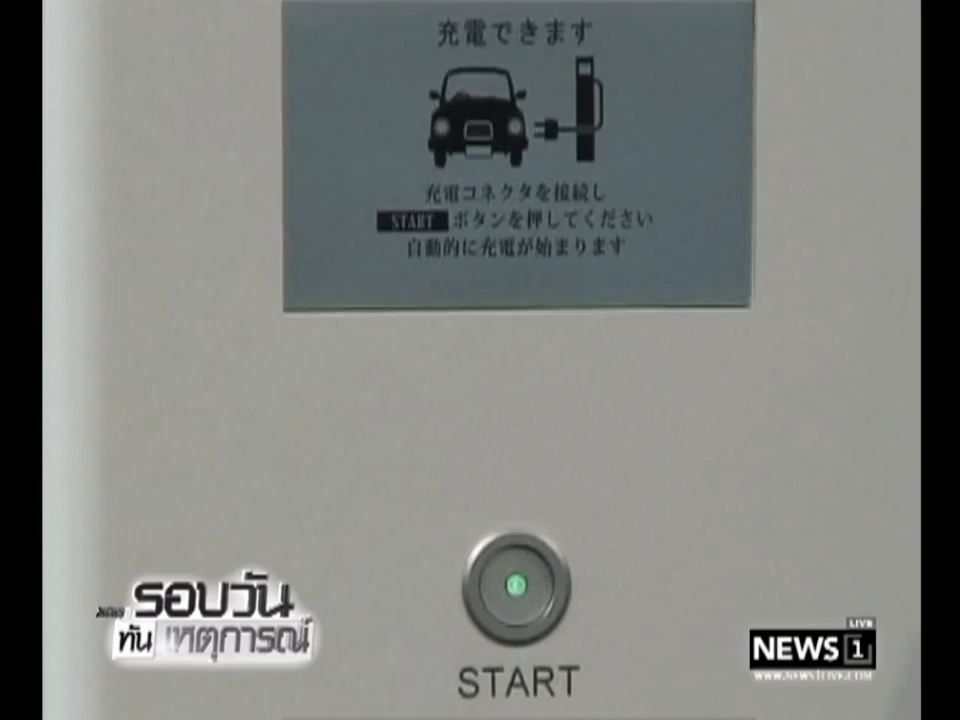 充電できます
充電コネクタを接続し
START ボタンを押してください
自動的に充電が始まります
START
รอบวัน
ทันเหตุการณ์
LIVE
NEWS 1
WWW.NEWS1LIVE.COM